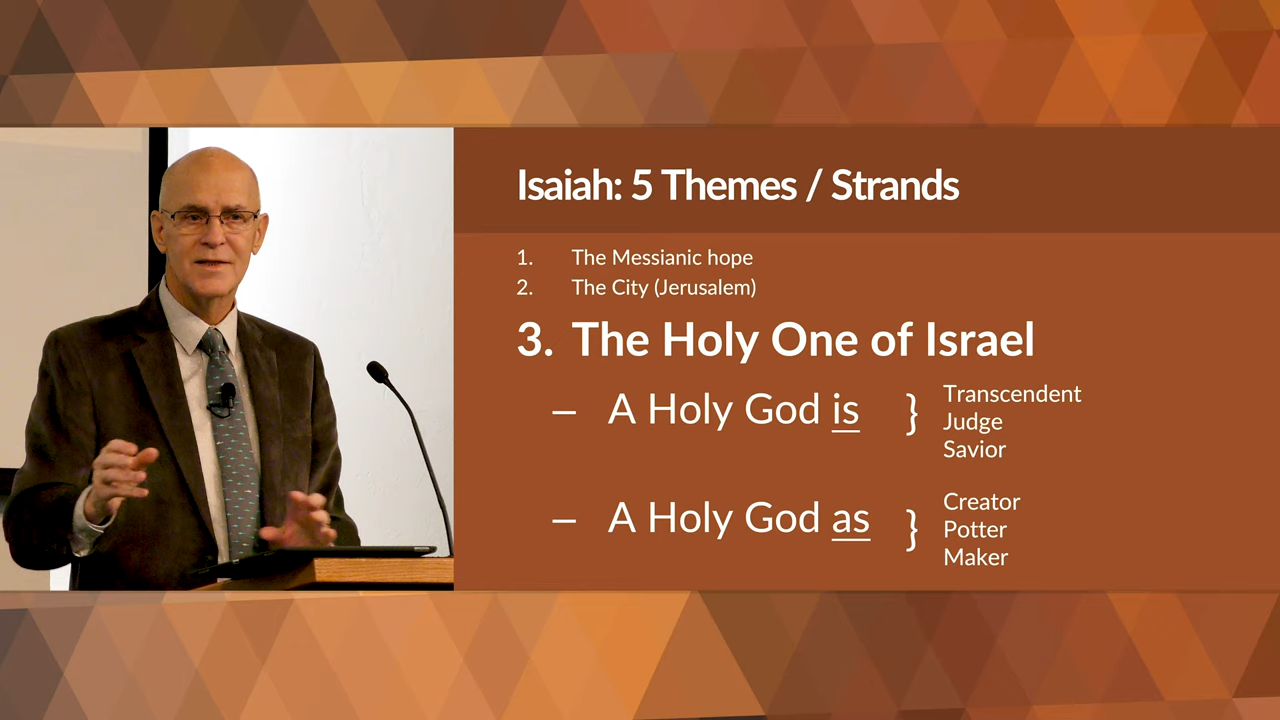 Isaiah: 5 Themes / Strands
1. The Messianic hope
2. The City (Jerusalem)
3. The Holy One of Israel
– A Holy God is } Transcendent
Judge
Savior
– A Holy God as } Creator
Potter
Maker